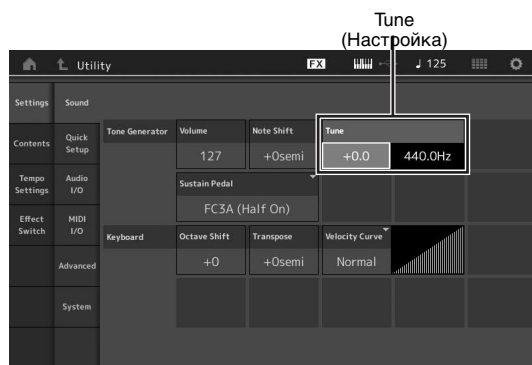 Tune
(Настройка)
Utility FX 125
Settings Sound
Tone Generator Volume Note Shift Tune
Contents Quick Setup
127 +0semi +0.0 440.0Hz
Tempo Settings Audio I/O Sustain Pedal
FC3A (Half On)
Effect Switch MIDI I/O
Keyboard Octave Shift Transpose Velocity Curve
Advanced +0 +0semi Normal
System